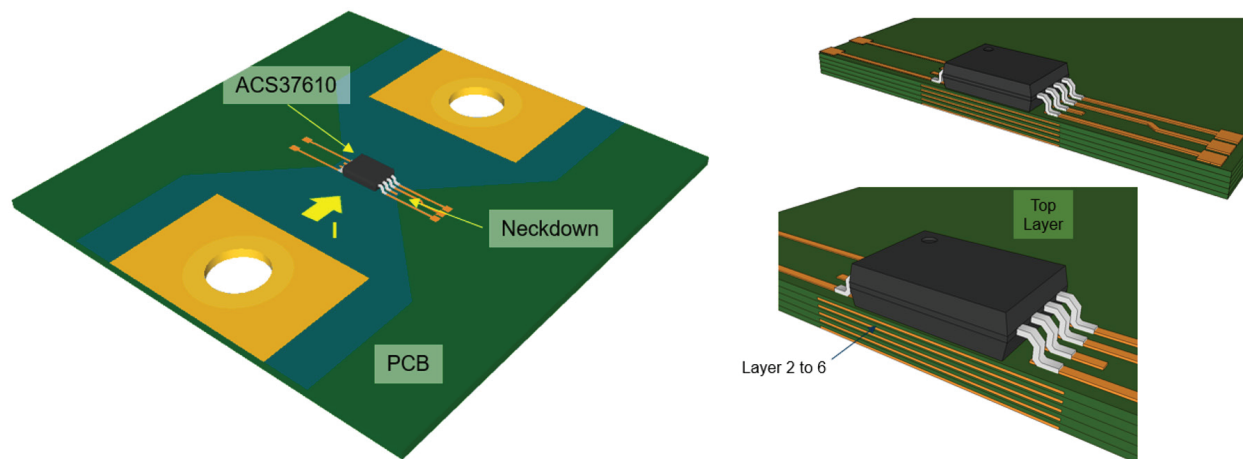 ACS37610
I
Neckdown
PCB
Top
Layer
Layer 2 to 6